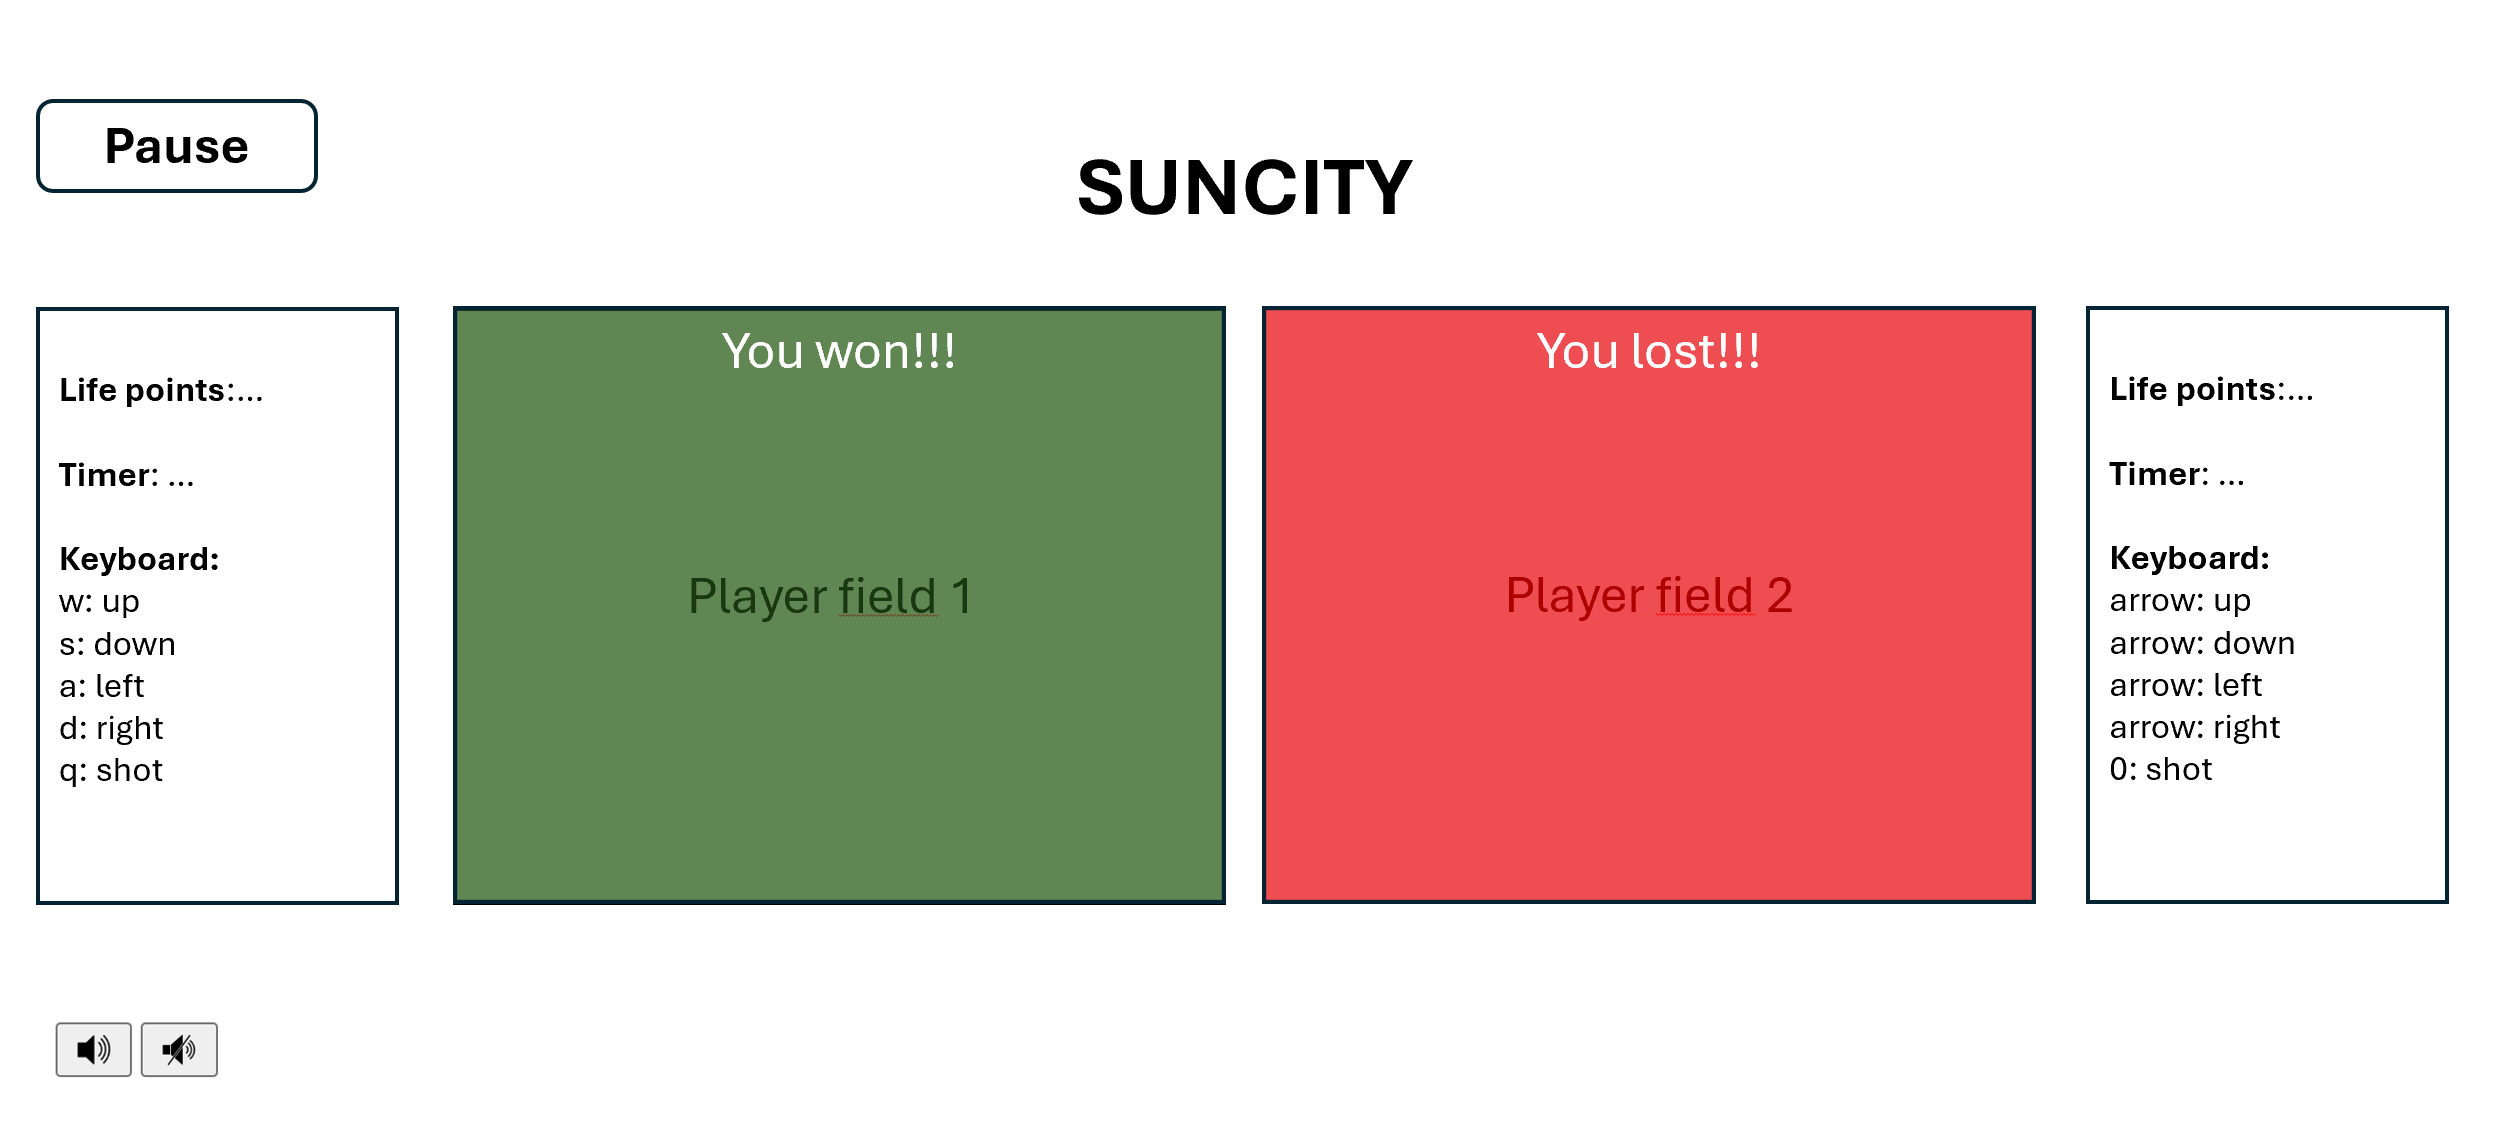 Pause
SUNCITY
Life points:...
Timer: ...
Keyboard:
w: up
s: down
a: left
d: right
q: shot
You won!!!
Player field 1
You lost!!!
Player field 2
Life points:...
Timer: ...
Keyboard:
arrow: up
arrow: down
arrow: left
arrow: right
0: shot